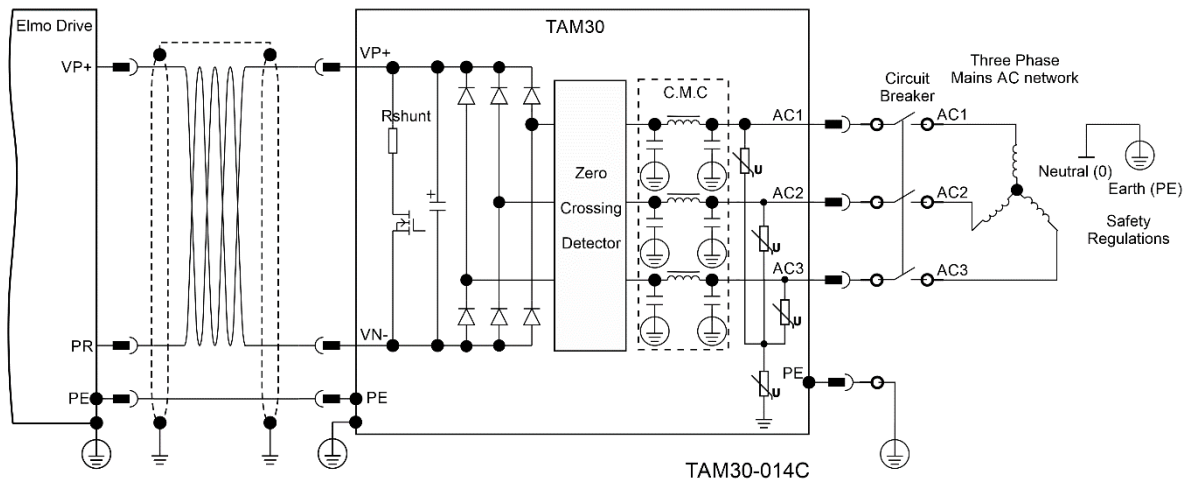 Elmo Drive
TAM30
VP+
VP+
Rshunt
+
C.M.C
AC1
Circuit
Breaker
Three Phase
Mains AC network
AC1
Zero
Crossing
Detector
U
AC2
AC2
Neutral (0)
Earth (PE)
Safety
Regulations
U
AC3
AC3
U
PR
VN-
PE
PE
PE
U
TAM30-014C